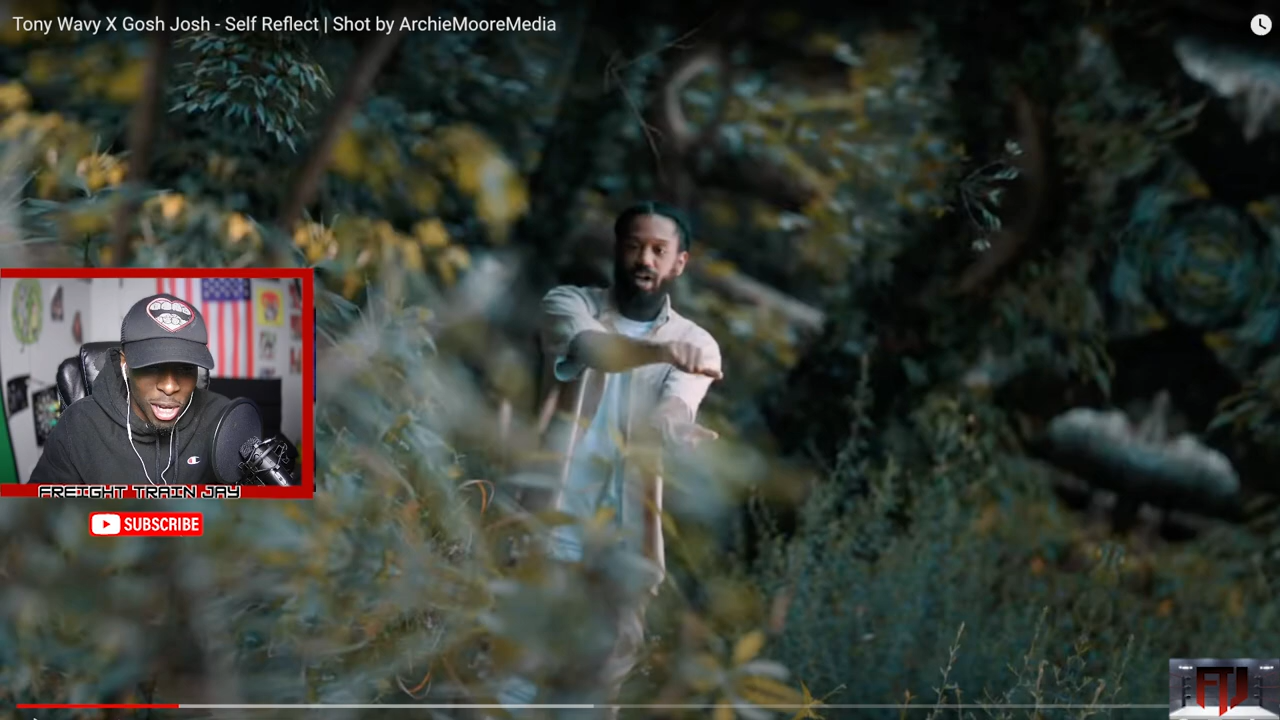 Tony Wavy X Gosh Josh - Self Reflect | Shot by ArchieMooreMedia
FREIGHT TRAIN JAY
SUBSCRIBE
FTJ